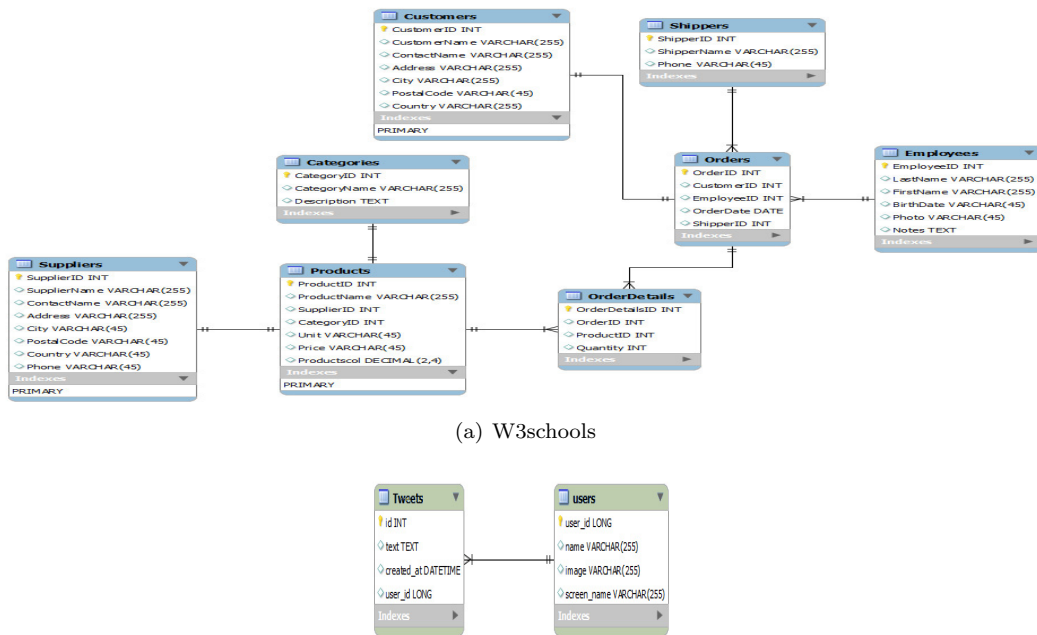 Customers
CustomerID INT
CustomerName VARCHAR(255)
ContactName VARCHAR(255)
Address VARCHAR(255)
City VARCHAR(255)
PostalCode VARCHAR(45)
Country VARCHAR(255)
Indexes
PRIMARY
Shippers
ShipperID INT
ShipperName VARCHAR(255)
Phone VARCHAR(45)
Indexes
Categories
CategoryID INT
CategoryName VARCHAR(255)
Description TEXT
Indexes
Orders
OrderID INT
CustomerID INT
EmployeeID INT
OrderDate DATE
ShipperID INT
Indexes
Employees
EmployeeID INT
LastName VARCHAR(255)
FirstName VARCHAR(255)
BirthDate VARCHAR(45)
Photo VARCHAR(45)
Notes TEXT
Indexes
Suppliers
SupplierID INT
SupplierName VARCHAR(255)
ContactName VARCHAR(255)
Address VARCHAR(255)
City VARCHAR(45)
PostalCode VARCHAR(45)
Country VARCHAR(45)
Phone VARCHAR(45)
Indexes
PRIMARY
Products
ProductID INT
ProductName VARCHAR(255)
SupplierID INT
CategoryID INT
Unit VARCHAR(45)
Price VARCHAR(45)
Productscol DECIMAL(2,4)
Indexes
PRIMARY
OrderDetails
OrderDetailsID INT
OrderID INT
ProductID INT
Quantity INT
Indexes
(a) W3schools
Tweets
id INT
text TEXT
created_at DATETIME
user_id LONG
Indexes
users
user_id LONG
name VARCHAR(255)
image VARCHAR(255)
screen_name VARCHAR(255)
Indexes